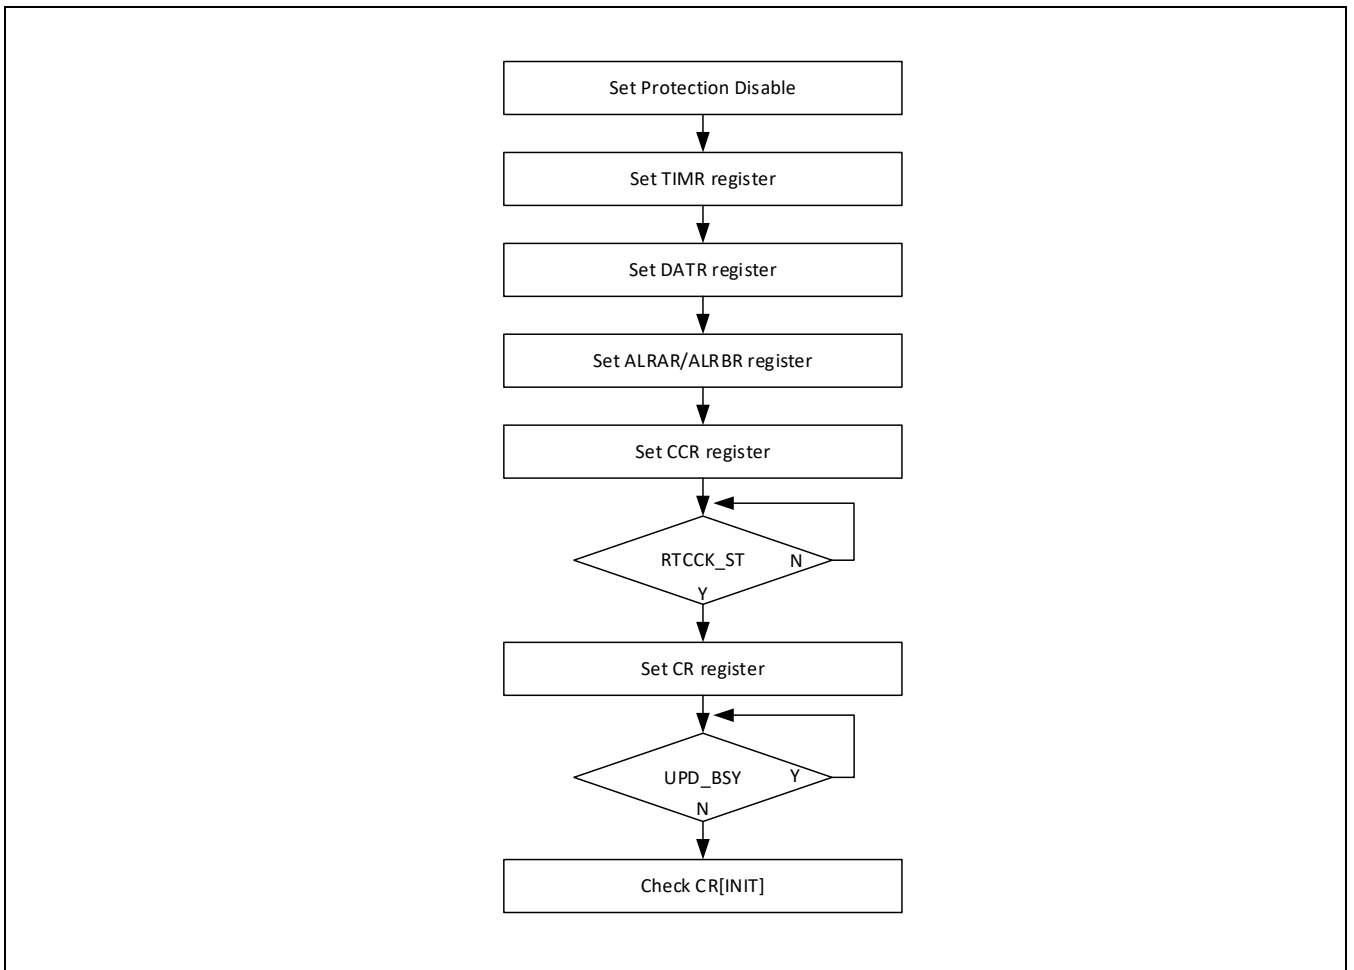 Set Protection Disable
Set TIMR register
Set DATR register
Set ALRAR/ALRBR register
Set CCR register
RTCCK_ST
N
Y
Set CR register
UPD_BSY
Y
N
Check CR[INIT]